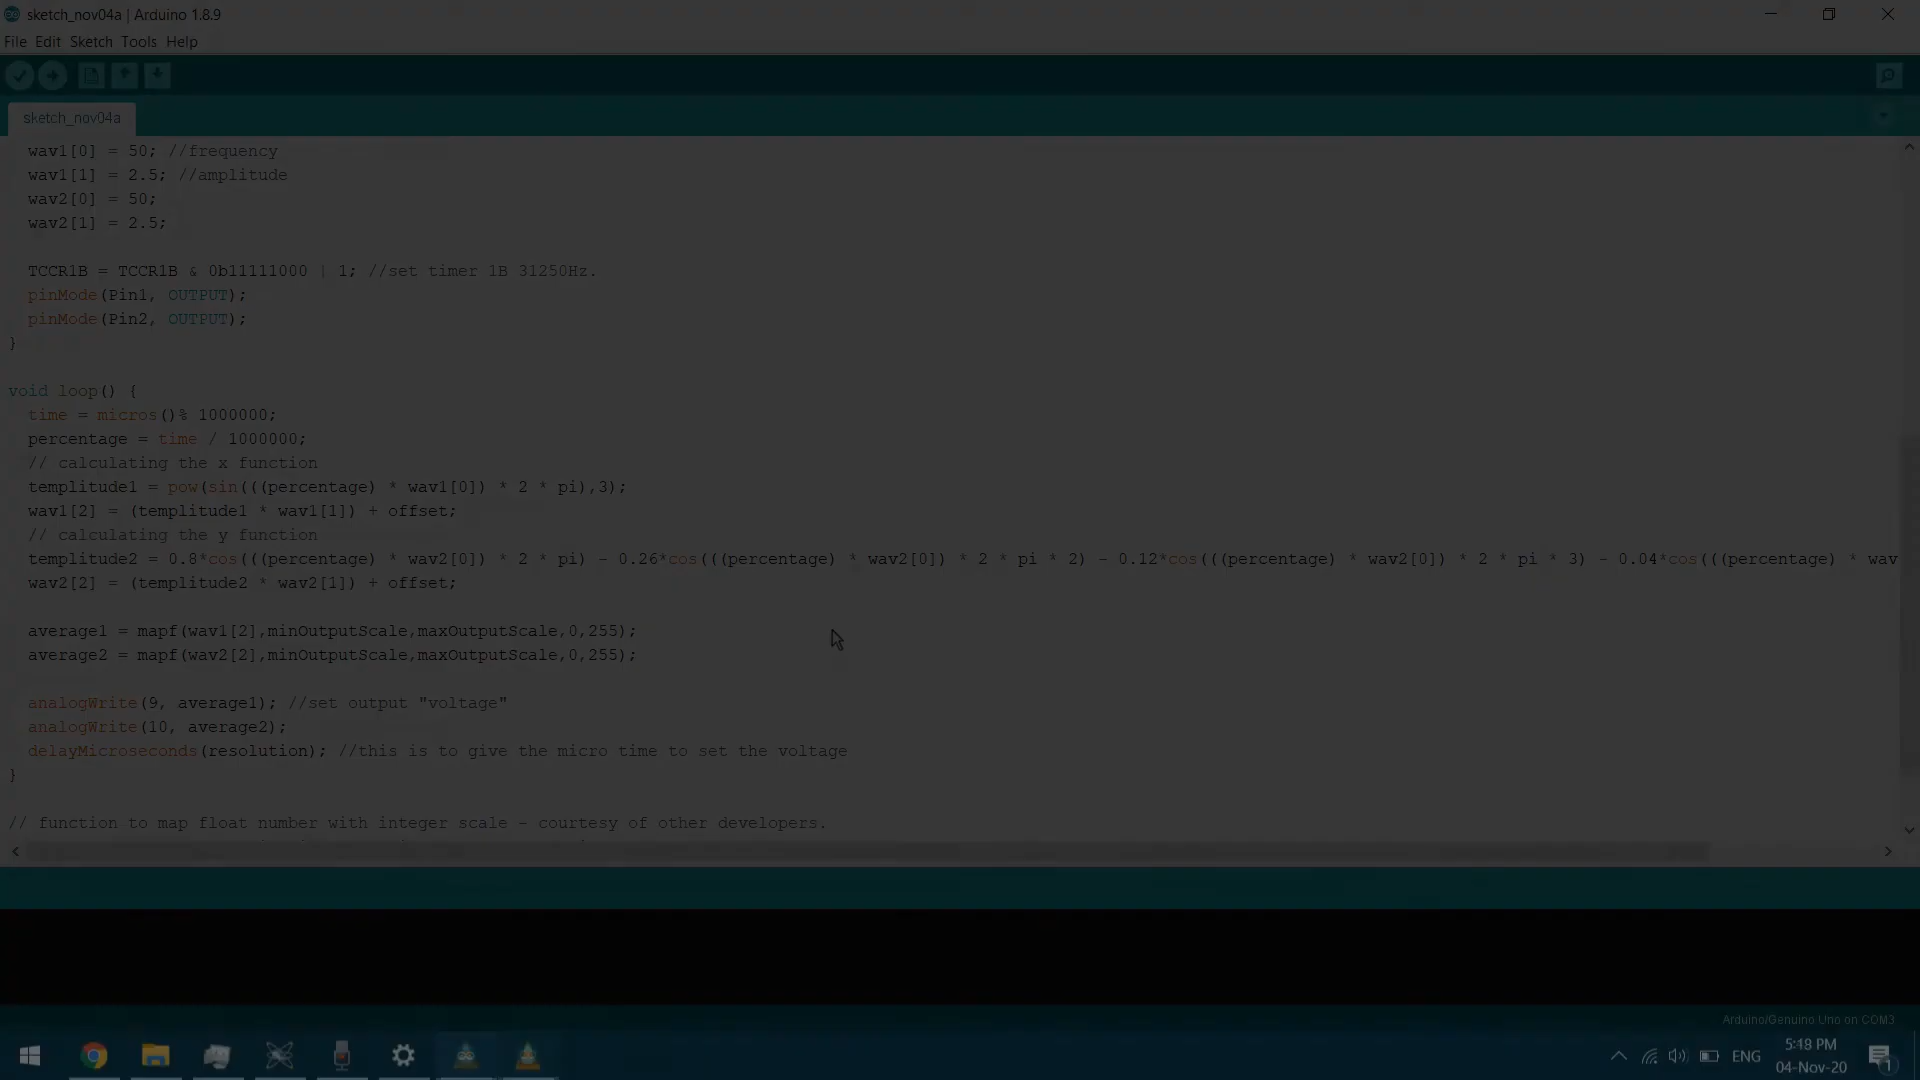 sketch_nov04a | Arduino 1.8.9
File Edit Sketch Tools Help
sketch_nov04a
wav1[0] = 50; //frequency
wav1[1] = 2.5; //amplitude
wav2[0] = 50;
wav2[1] = 2.5;
TCCR1B = TCCR1B & 0b11111000 | 1; //set timer 1B 31250Hz.
pinMode(Pin1, OUTPUT);
pinMode(Pin2, OUTPUT);
}
void loop() {
time = micros()% 1000000;
percentage = time / 1000000;
// calculating the x function
templitude1 = pow(sin(((percentage) * wav1[0]) * 2 * pi),3);
wav1[2] = (templitude1 * wav1[1]) + offset;
// calculating the y function
templitude2 = 0.8*cos(((percentage) * wav2[0]) * 2 * pi) - 0.26*cos(((percentage) * wav2[0]) * 2 * pi * 2) - 0.12*cos(((percentage) * wav2[0]) * 2 * pi * 3) - 0.04*cos(((percentage) * wav
wav2[2] = (templitude2 * wav2[1]) + offset;
average1 = mapf(wav1[2],minOutputScale,maxOutputScale,0,255);
average2 = mapf(wav2[2],minOutputScale,maxOutputScale,0,255);
analogWrite(9, average1); //set output "voltage"
analogWrite(10, average2);
delayMicroseconds(resolution); //this is to give the micro time to set the voltage
}
// function to map float number with integer scale - courtesy of other developers.
Arduino/Genuino Uno on COM3
ENG
5:18 PM
04-Nov-20
1